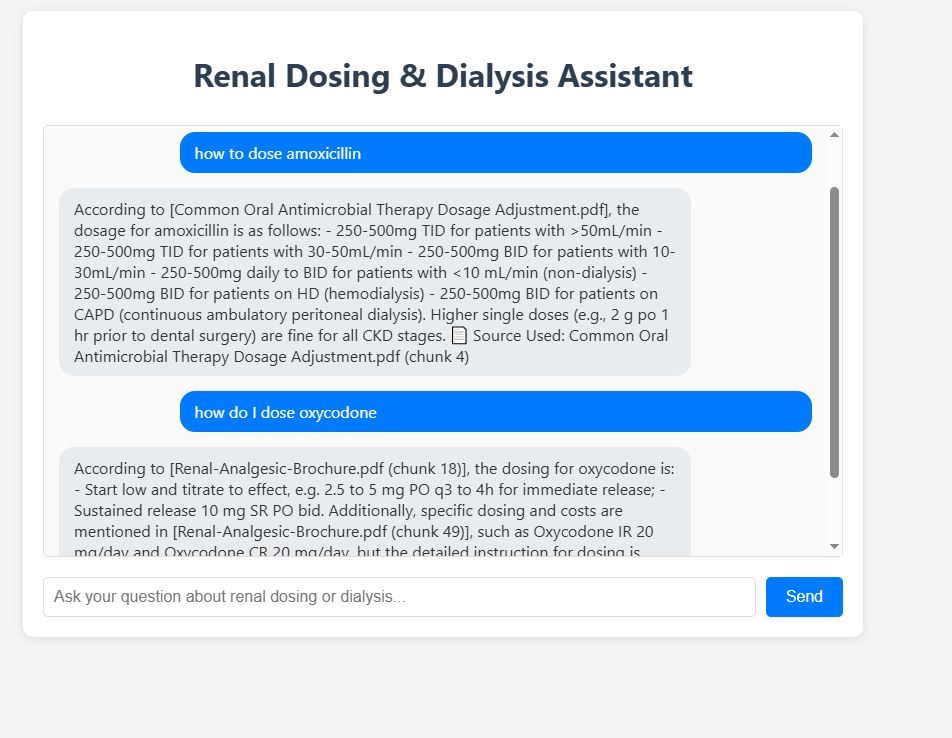 Renal Dosing & Dialysis Assistant
how to dose amoxicillin
According to [Common Oral Antimicrobial Therapy Dosage Adjustment.pdf], the
dosage for amoxicillin is as follows: - 250-500mg TID for patients with >50mL/min -
250-500mg TID for patients with 30-50mL/min - 250-500mg BID for patients with 10-
30mL/min - 250-500mg daily to BID for patients with <10 mL/min (non-dialysis) -
250-500mg BID for patients on HD (hemodialysis) - 250-500mg BID for patients on
CAPD (continuous ambulatory peritoneal dialysis). Higher single doses (e.g., 2 g po 1
hr prior to dental surgery) are fine for all CKD stages. 📄 Source Used: Common Oral
Antimicrobial Therapy Dosage Adjustment.pdf (chunk 4)
how do I dose oxycodone
According to [Renal-Analgesic-Brochure.pdf (chunk 18)], the dosing for oxycodone is:
- Start low and titrate to effect, e.g. 2.5 to 5 mg PO q3 to 4h for immediate release; -
Sustained release 10 mg SR PO bid. Additionally, specific dosing and costs are
mentioned in [Renal-Analgesic-Brochure.pdf (chunk 49)], such as Oxycodone IR 20
mg/day and Oxycodone CR 20 mg/day, but the detailed instruction for dosing is
Ask your question about renal dosing or dialysis...
Send